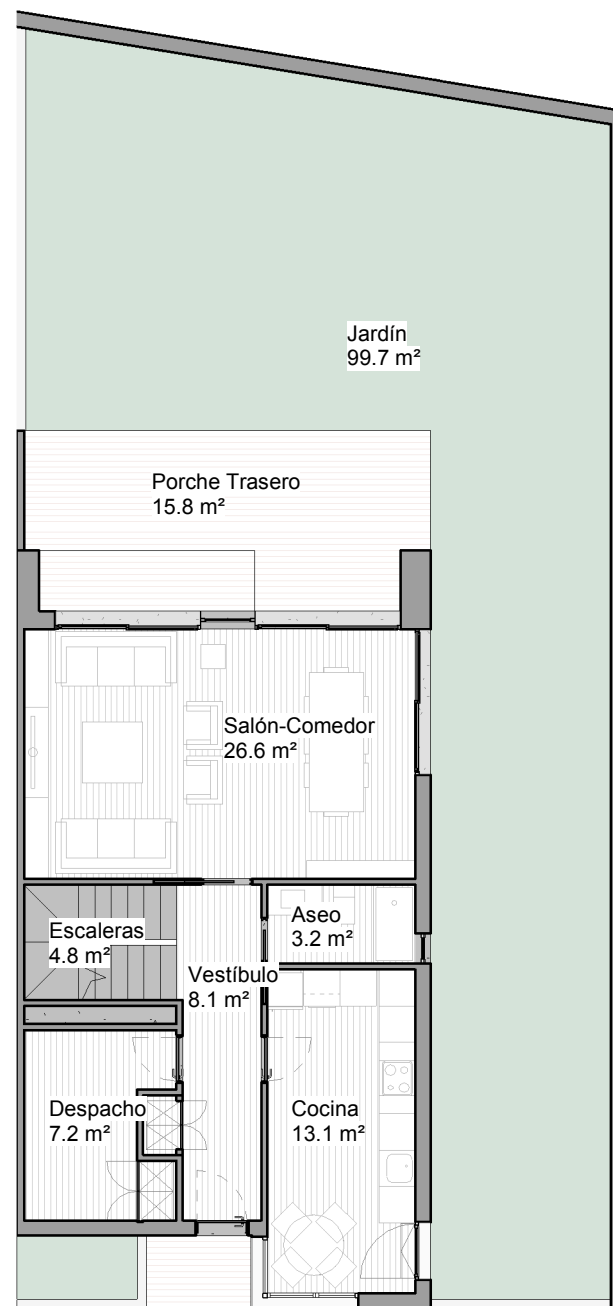 Jardín
99.7 m²
Porche Trasero
15.8 m²
Salón-Comedor
26.6 m²
Aseo
3.2 m²
Escaleras
4.8 m²
Vestíbulo
8.1 m²
Despacho
7.2 m²
Cocina
13.1 m²